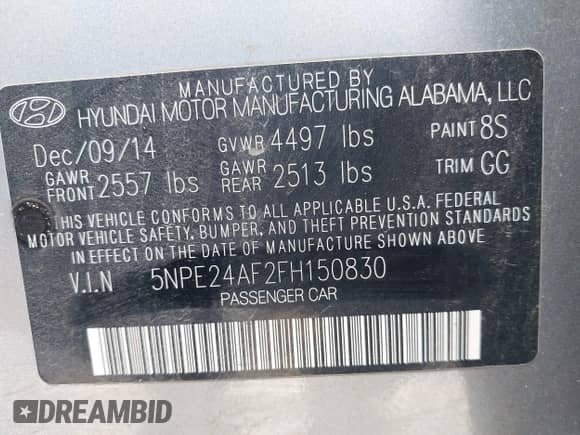 MANUFACTURED BY
HYUNDAI MOTOR MANUFACTURING ALABAMA, LLC
Dec/09/14 GVWR 4497 lbs PAINT 8S
GAWR FRONT 2557 lbs GAWR REAR 2513 lbs TRIM GG
THIS VEHICLE CONFORMS TO ALL APPLICABLE U.S.A. FEDERAL
MOTOR VEHICLE SAFETY, BUMPER, AND THEFT PREVENTION STANDARDS
IN EFFECT ON THE DATE OF MANUFACTURE SHOWN ABOVE
V.I.N 5NPE24AF2FH150830
PASSENGER CAR
DREAMBID